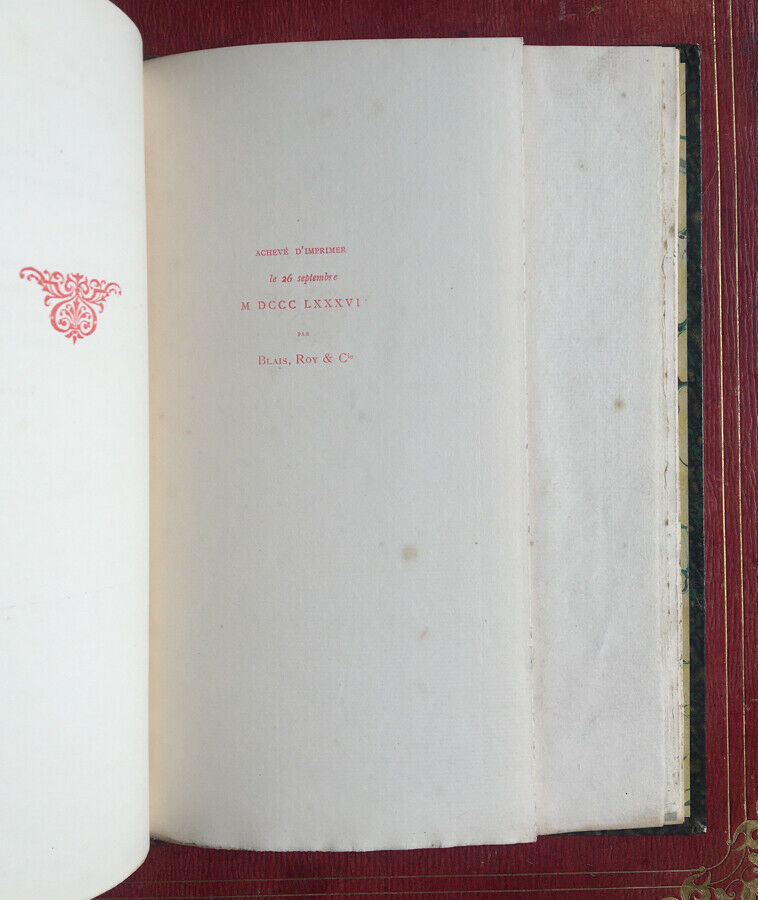 ACHEVÉ D'IMPRIMER
le 26 septembre
M DCCC LXXXVI
PAR
BLAIS, ROY & Cie